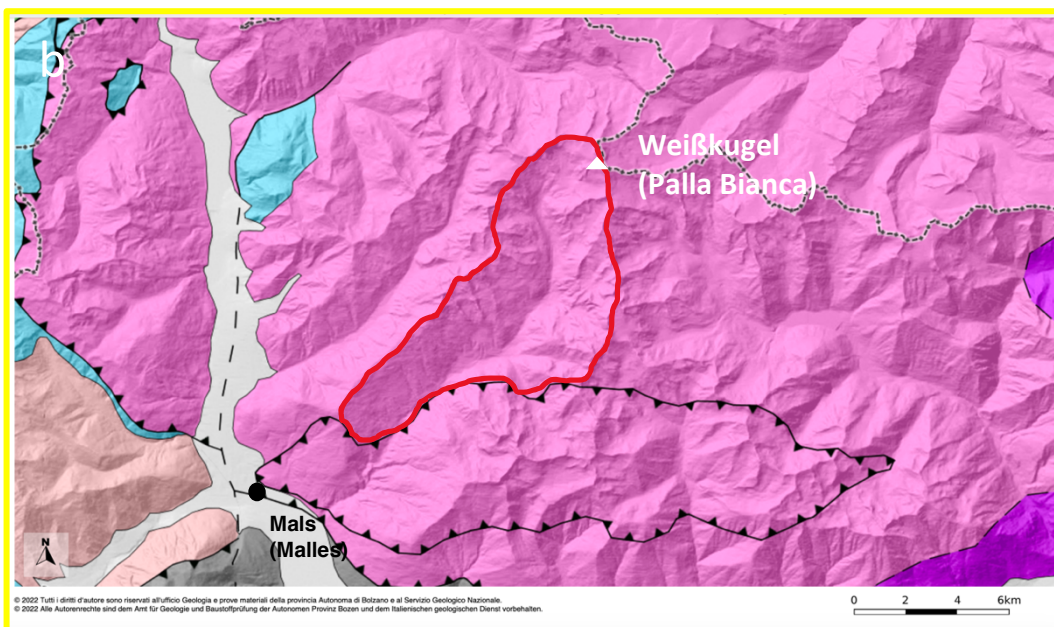 b
Weißkugel
(Palla Bianca)
Mals
(Malles)
N
© 2022 Tutti i diritti d'autore sono riservati all'ufficio Geologia e prove materiali della provincia Autonoma di Bolzano e al Servizio Geologico Nazionale.
© 2022 Alle Autorenrechte sind dem Amt für Geologie und Baustoffprüfung der Autonomen Provinz Bozen und dem Italienischen geologischen Dienst vorbehalten.
0 2 4 6km